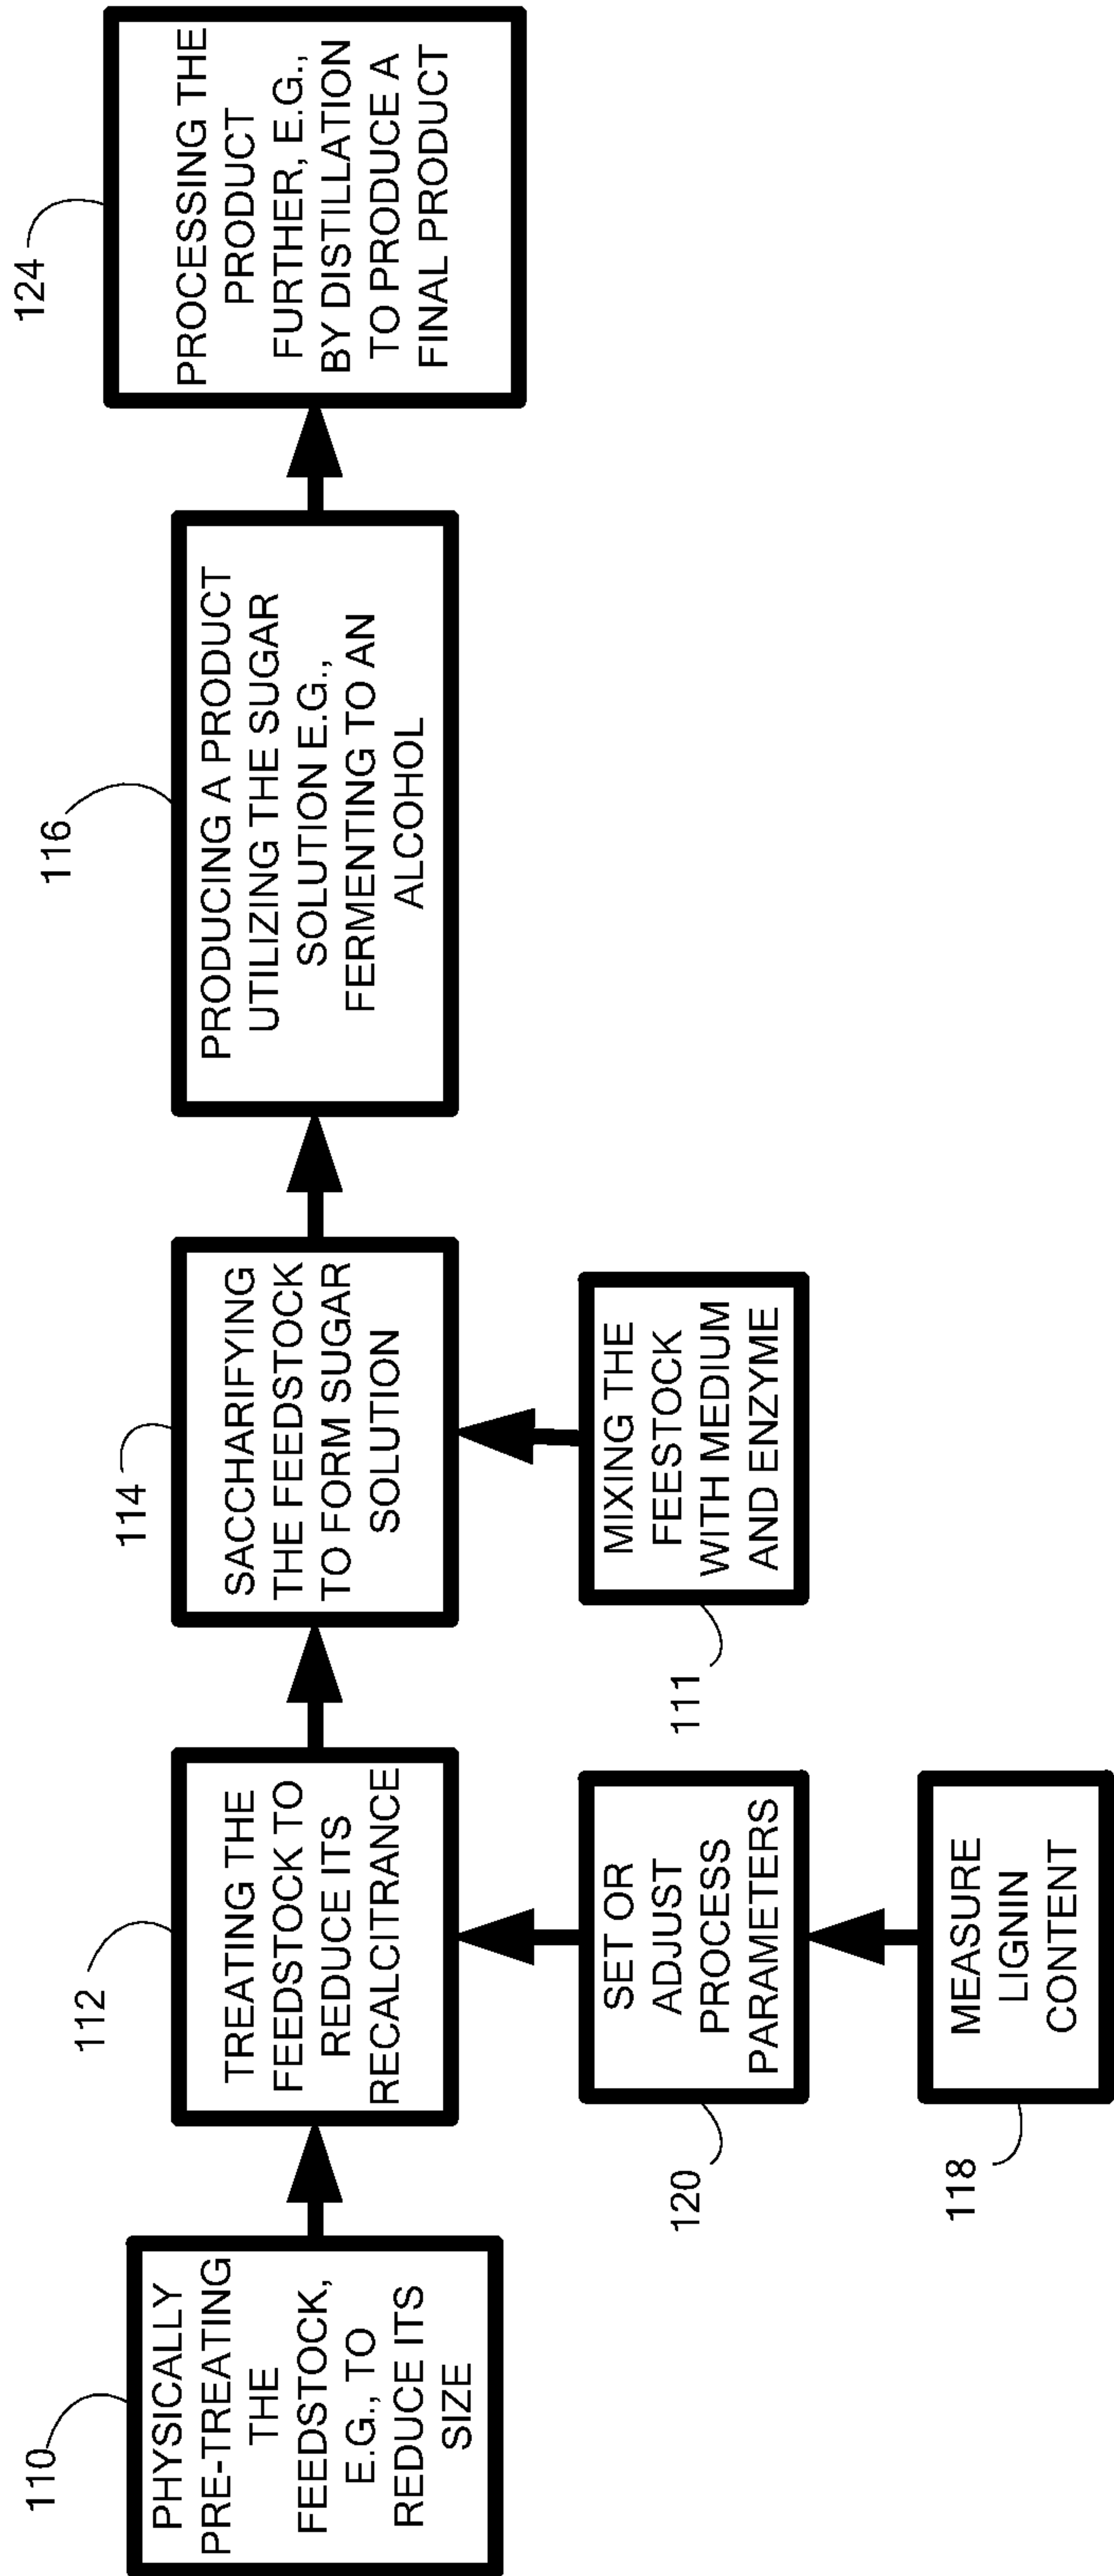 110
PHYSICALLY
PRE-TREATING
THE
FEEDSTOCK,
E.G., TO
REDUCE ITS
SIZE
112
TREATING THE
FEEDSTOCK TO
REDUCE ITS
RECALCITRANCE
114
SACCHARIFYING
THE FEEDSTOCK
TO FORM SUGAR
SOLUTION
116
PRODUCING A PRODUCT
UTILIZING THE SUGAR
SOLUTION E.G.,
FERMENTING TO AN
ALCOHOL
124
PROCESSING THE
PRODUCT
FURTHER, E.G.,
BY DISTILLATION
TO PRODUCE A
FINAL PRODUCT
120
SET OR
ADJUST
PROCESS
PARAMETERS
111
MIXING THE
FEESTOCK
WITH MEDIUM
AND ENZYME
118
MEASURE
LIGNIN
CONTENT